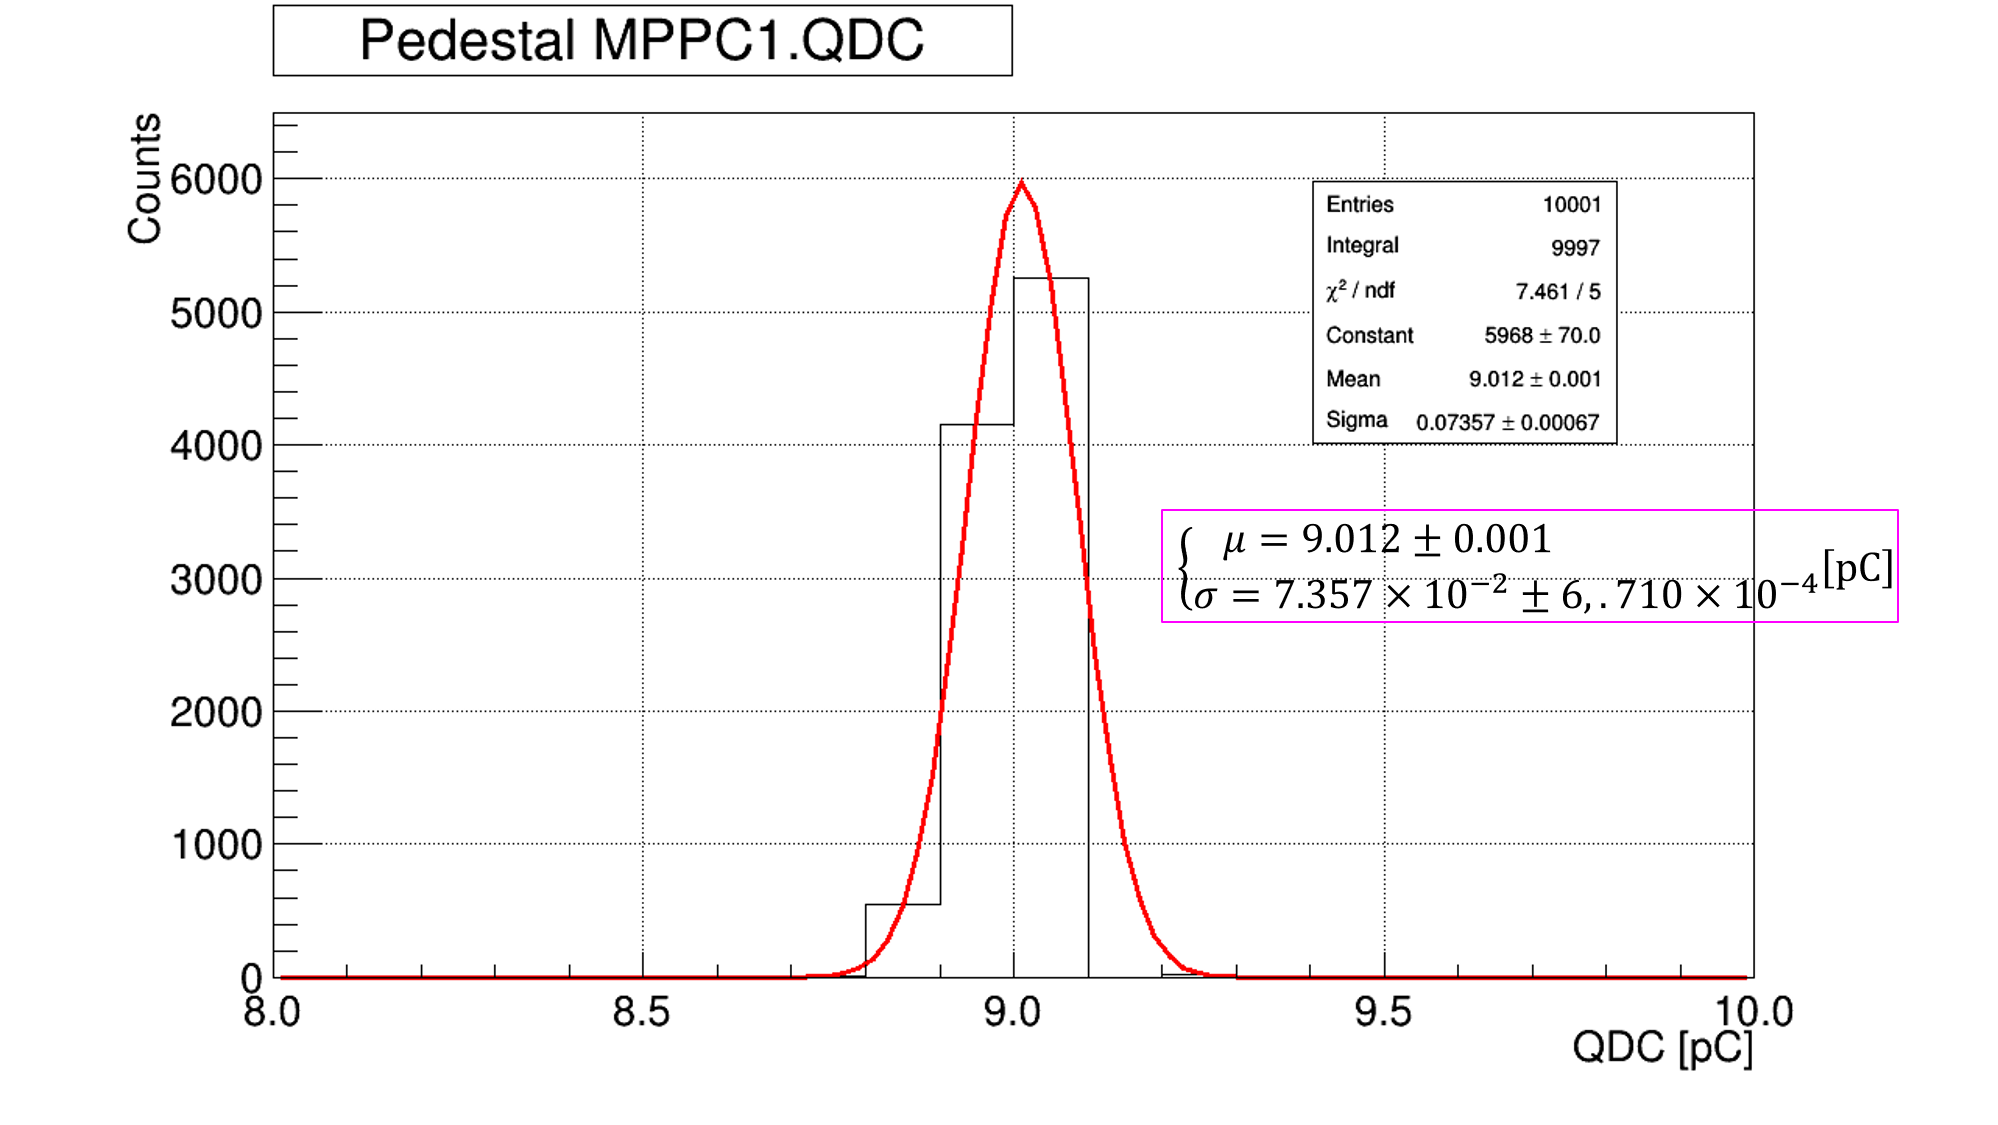 Pedestal MPPC1.QDC
Counts
6000
5000
4000
3000
2000
1000
0
Entries 10001
Integral 9997
χ² / ndf 7.461 / 5
Constant 5968 ± 70.0
Mean 9.012 ± 0.001
Sigma 0.07357 ± 0.00067
{ μ = 9.012 ± 0.001
σ = 7.357 × 10⁻² ± 6,.710 × 10⁻⁴ [pC]
8.0 8.5 9.0 9.5 10.0
QDC [pC]